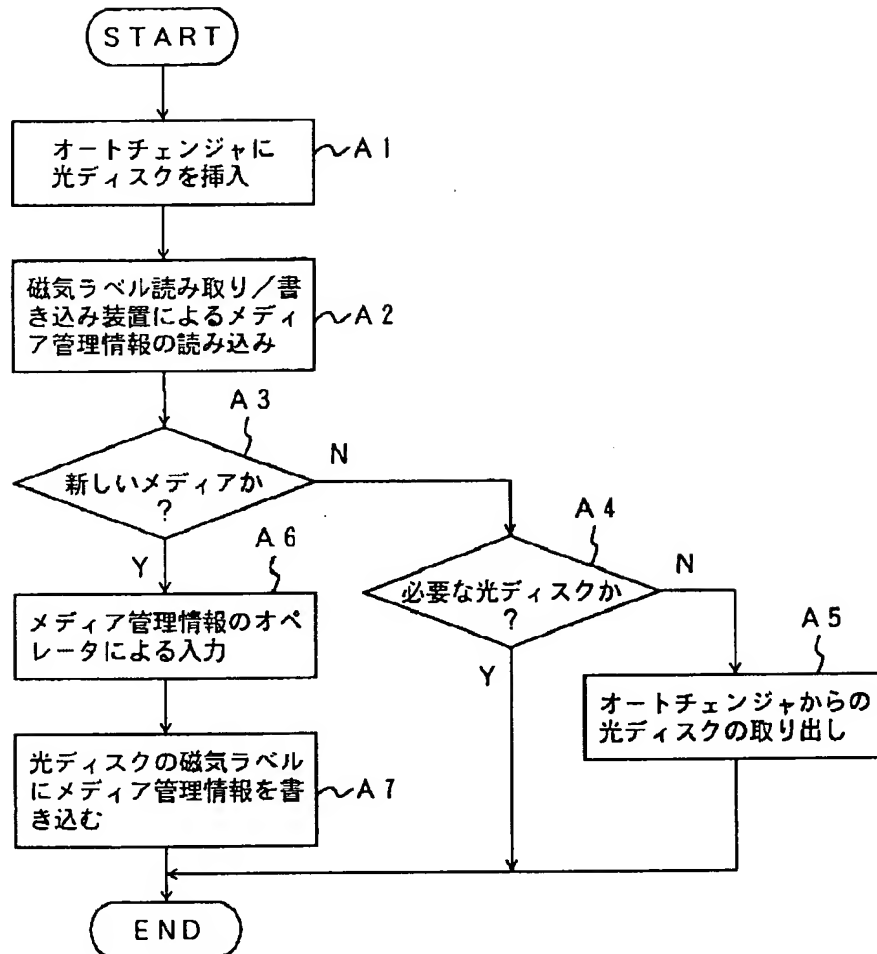 START
オートチェンジャに
光ディスクを挿入
A1
磁気ラベル読み取り／書
き込み装置によるメディ
ア管理情報の読み込み
A2
A3
新しいメディアか
?
N
Y
A4
必要な光ディスクか
?
N
Y
A5
オートチェンジャからの
光ディスクの取り出し
A6
メディア管理情報のオペ
レータによる入力
光ディスクの磁気ラベル
にメディア管理情報を書
き込む
A7
END